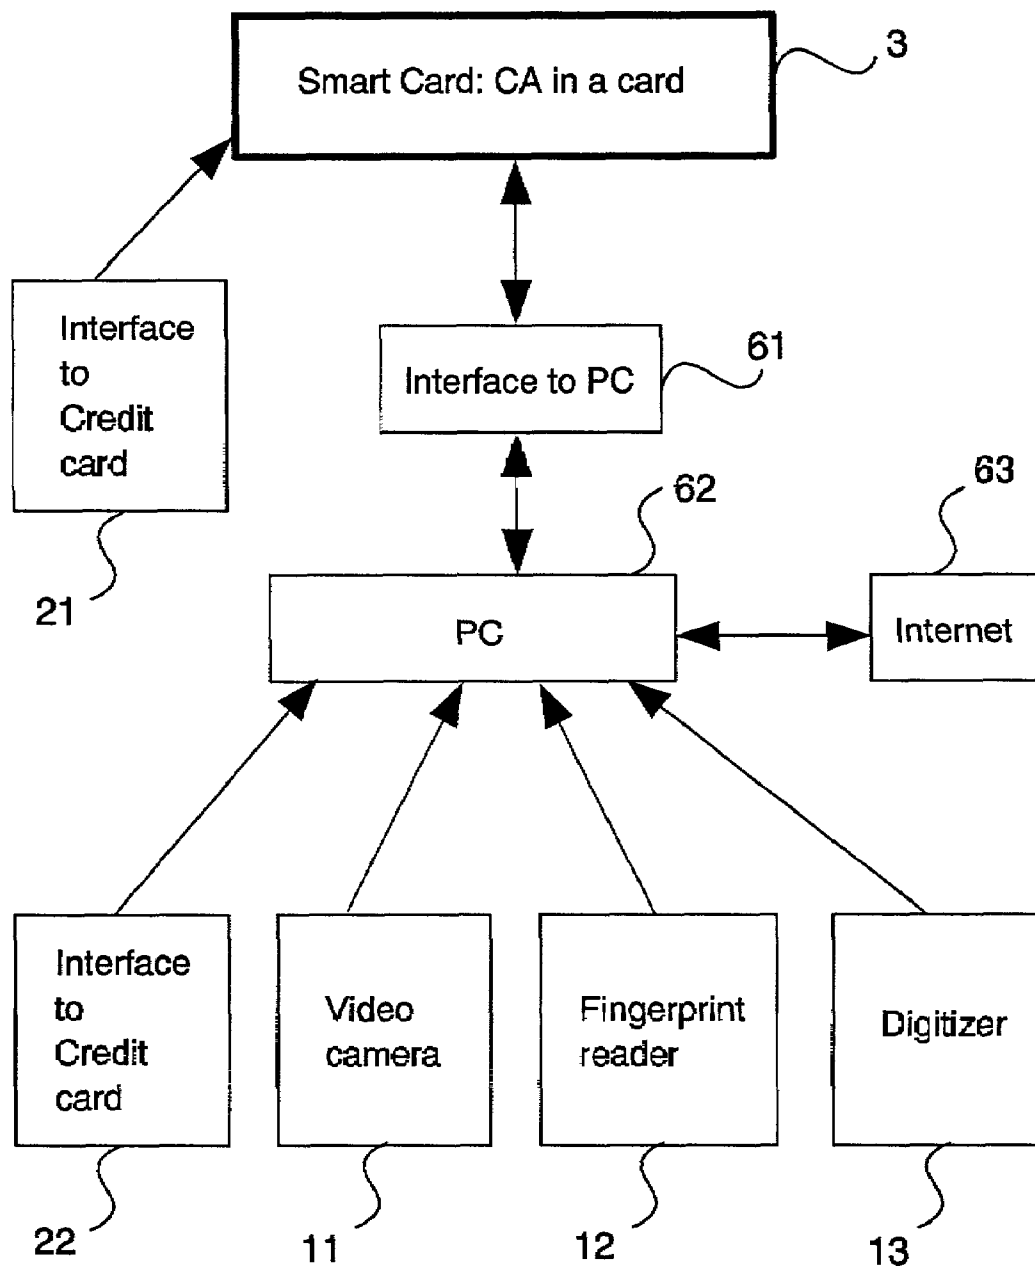 3
Smart Card: CA in a card
Interface
to
Credit
card
21
61
Interface to PC
62
63
PC
Internet
Interface
to
Credit
card
22
Video
camera
11
Fingerprint
reader
12
Digitizer
13